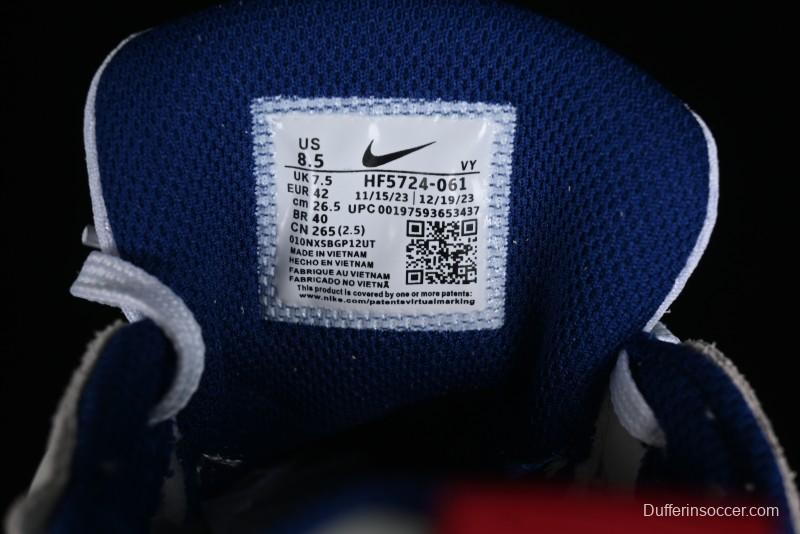 US
8.5
VY
UK 7.5
HF5724-061
EUR 42
11/15/23 | 12/19/23
cm 26.5
UPC 00197593653437
BR 40
CN 265 (2.5)
010NXSBGP12UT
MADE IN VIETNAM
HECHO EN VIETNAM
FABRIQUE AU VIETNAM
FABRICADO NO VIETNÃ
This product is covered by one or more patents:
www.nike.com/patentsvirtualmarking
Dufferinsoccer.com